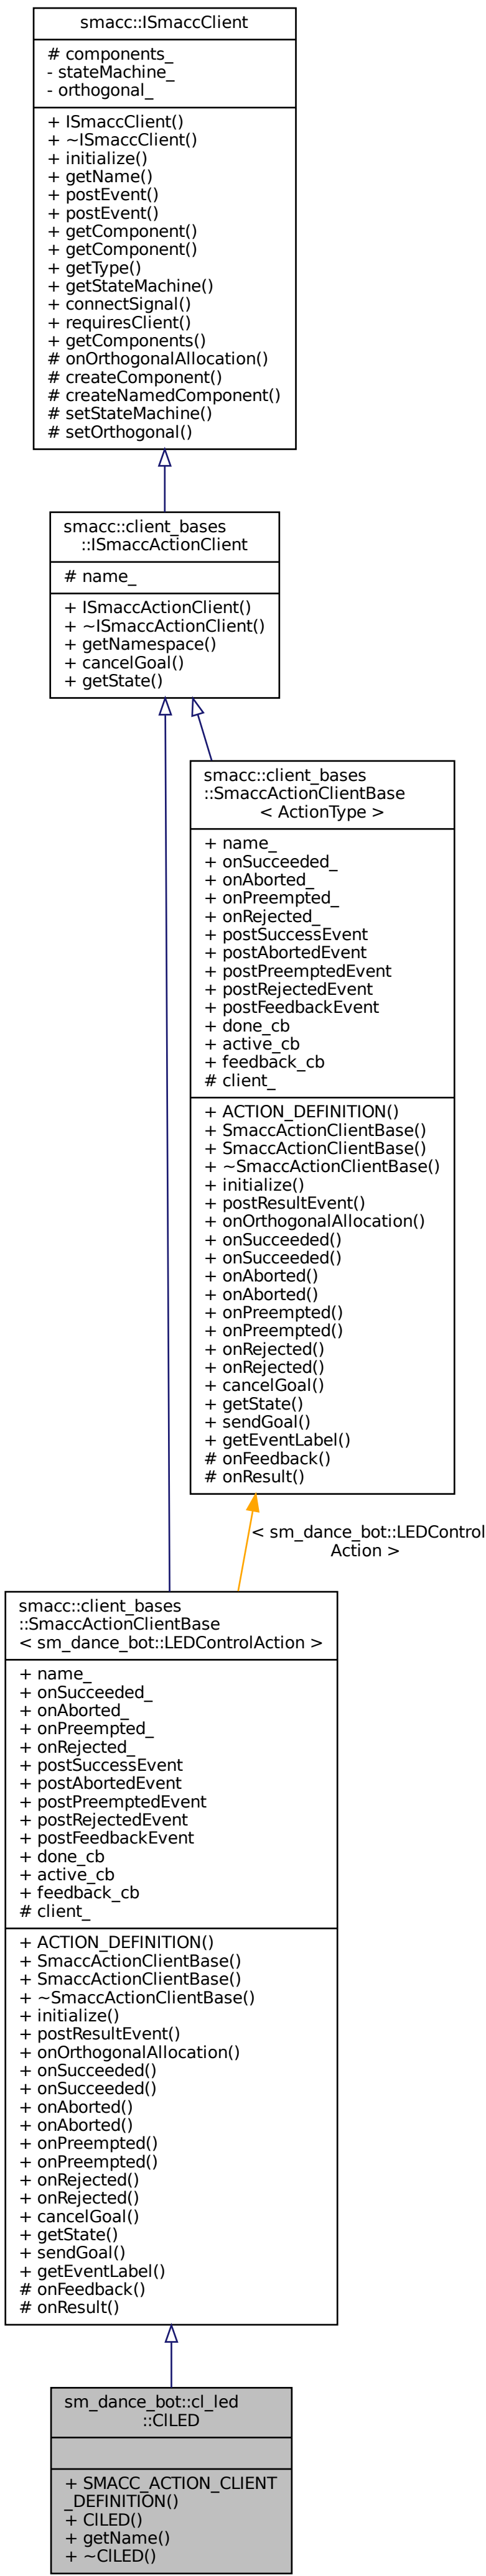 smacc::ISmaccClient
# components_
- stateMachine_
- orthogonal_
+ ISmaccClient()
+ ~ISmaccClient()
+ initialize()
+ getName()
+ postEvent()
+ postEvent()
+ getComponent()
+ getComponent()
+ getType()
+ getStateMachine()
+ connectSignal()
+ requiresClient()
+ getComponents()
# onOrthogonalAllocation()
# createComponent()
# createNamedComponent()
# setStateMachine()
# setOrthogonal()
smacc::client_bases
::ISmaccActionClient
# name_
+ ISmaccActionClient()
+ ~ISmaccActionClient()
+ getNamespace()
+ cancelGoal()
+ getState()
smacc::client_bases
::SmaccActionClientBase
< ActionType >
+ name_
+ onSucceeded_
+ onAborted_
+ onPreempted_
+ onRejected_
+ postSuccessEvent
+ postAbortedEvent
+ postPreemptedEvent
+ postRejectedEvent
+ postFeedbackEvent
+ done_cb
+ active_cb
+ feedback_cb
# client_
+ ACTION_DEFINITION()
+ SmaccActionClientBase()
+ SmaccActionClientBase()
+ ~SmaccActionClientBase()
+ initialize()
+ postResultEvent()
+ onOrthogonalAllocation()
+ onSucceeded()
+ onSucceeded()
+ onAborted()
+ onAborted()
+ onPreempted()
+ onPreempted()
+ onRejected()
+ onRejected()
+ cancelGoal()
+ getState()
+ sendGoal()
+ getEventLabel()
# onFeedback()
# onResult()
< sm_dance_bot::LEDControl
Action >
smacc::client_bases
::SmaccActionClientBase
< sm_dance_bot::LEDControlAction >
+ name_
+ onSucceeded_
+ onAborted_
+ onPreempted_
+ onRejected_
+ postSuccessEvent
+ postAbortedEvent
+ postPreemptedEvent
+ postRejectedEvent
+ postFeedbackEvent
+ done_cb
+ active_cb
+ feedback_cb
# client_
+ ACTION_DEFINITION()
+ SmaccActionClientBase()
+ SmaccActionClientBase()
+ ~SmaccActionClientBase()
+ initialize()
+ postResultEvent()
+ onOrthogonalAllocation()
+ onSucceeded()
+ onSucceeded()
+ onAborted()
+ onAborted()
+ onPreempted()
+ onPreempted()
+ onRejected()
+ onRejected()
+ cancelGoal()
+ getState()
+ sendGoal()
+ getEventLabel()
# onFeedback()
# onResult()
sm_dance_bot::cl_led
::ClLED
+ SMACC_ACTION_CLIENT
_DEFINITION()
+ ClLED()
+ getName()
+ ~ClLED()